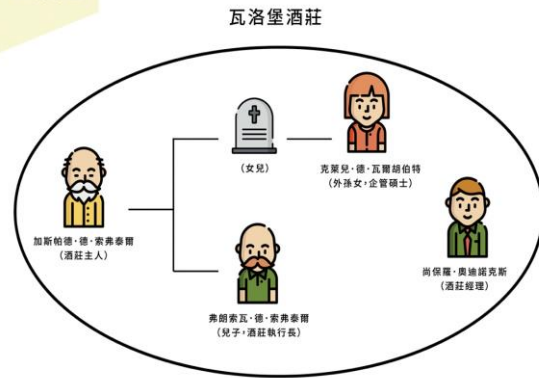 瓦洛堡酒莊
(女兒)
克萊兒·德·瓦爾胡伯特
(外孫女,企管碩士)
加斯帕德·德·索弗泰爾
(酒莊主人)
尚保羅·奧迪諾克斯
(酒莊經理)
弗朗索瓦·德·索弗泰爾
(兒子,酒莊執行長)